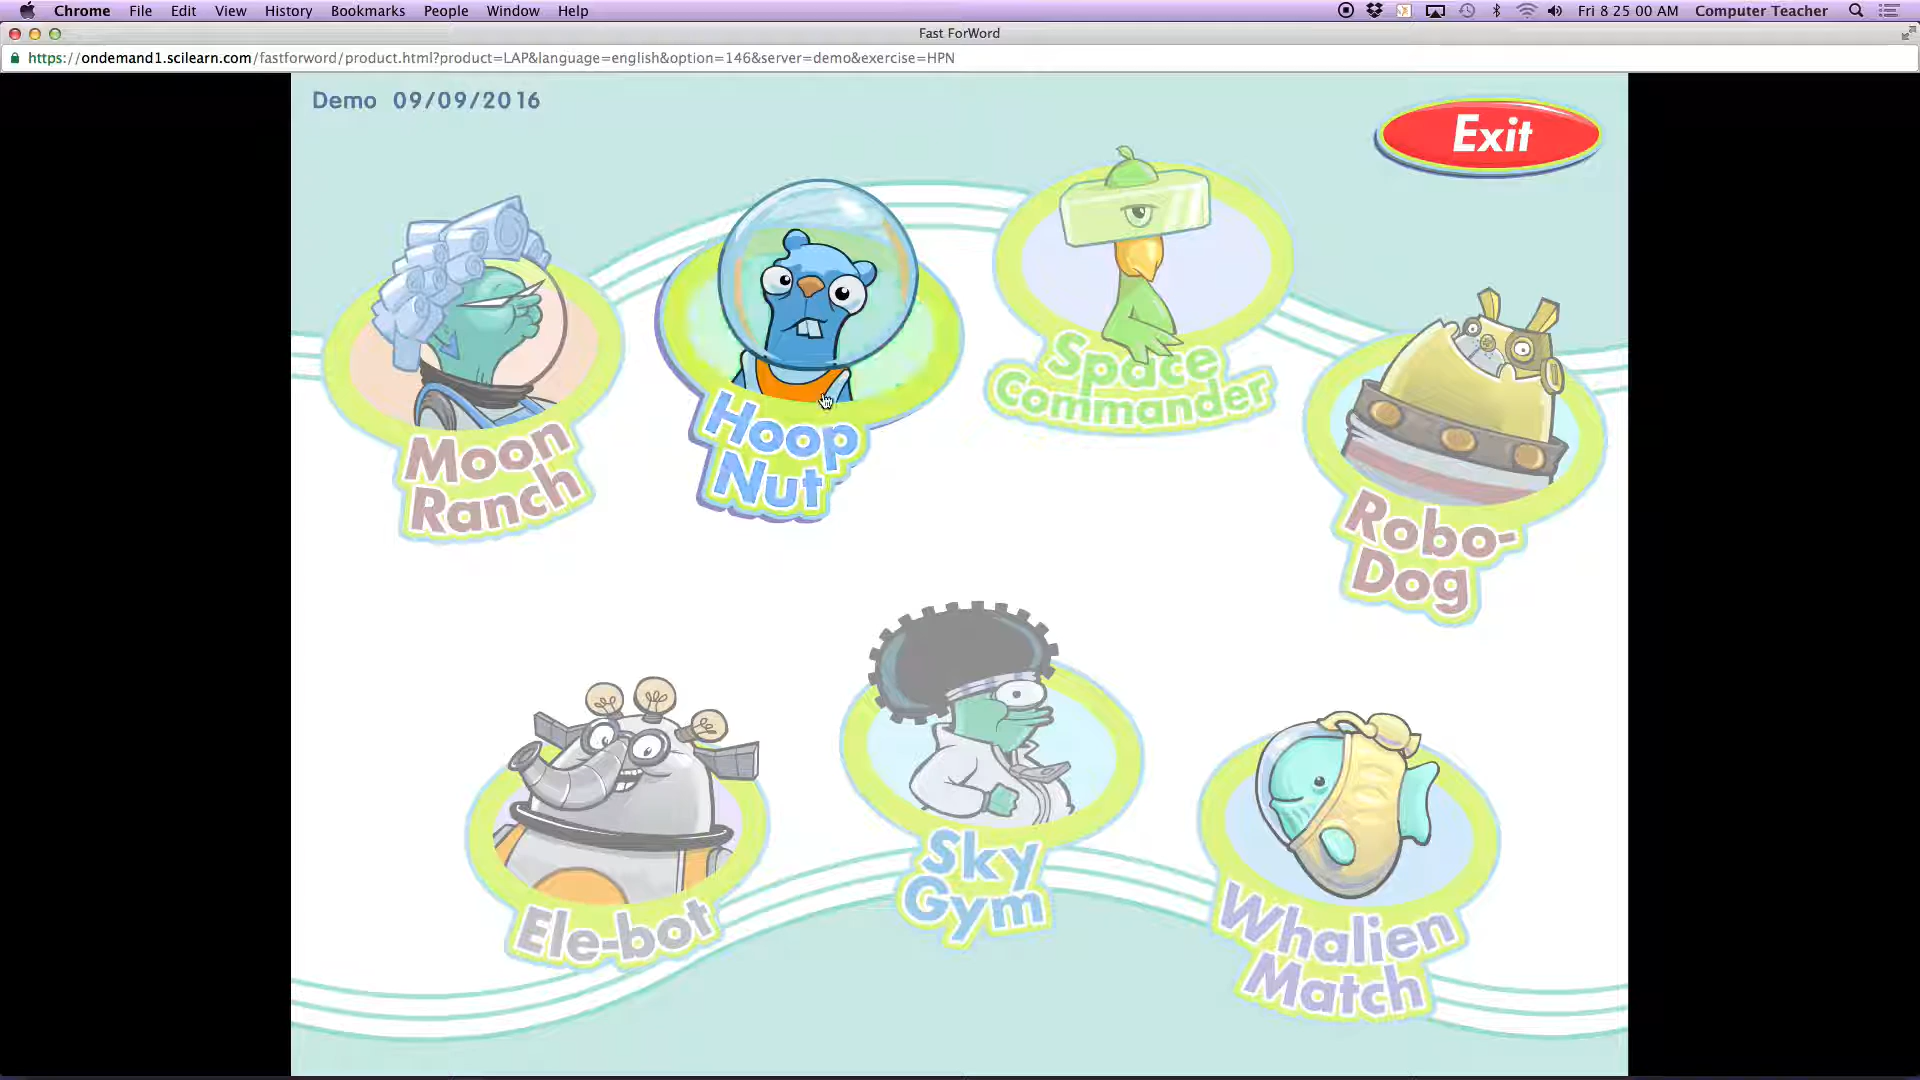 Chrome File Edit View History Bookmarks People Window Help Fri 8 25 00 AM Computer Teacher
Fast ForWord
https://ondemand1.scilearn.com/fastforword/product.html?product=LAP&language=english&option=146&server=demo&exercise=HPN
Demo 09/09/2016
Exit
Moon
Ranch
Hoop
Nut
Space
Commander
Robo-
Dog
Ele-bot
Sky
Gym
Whalien
Match